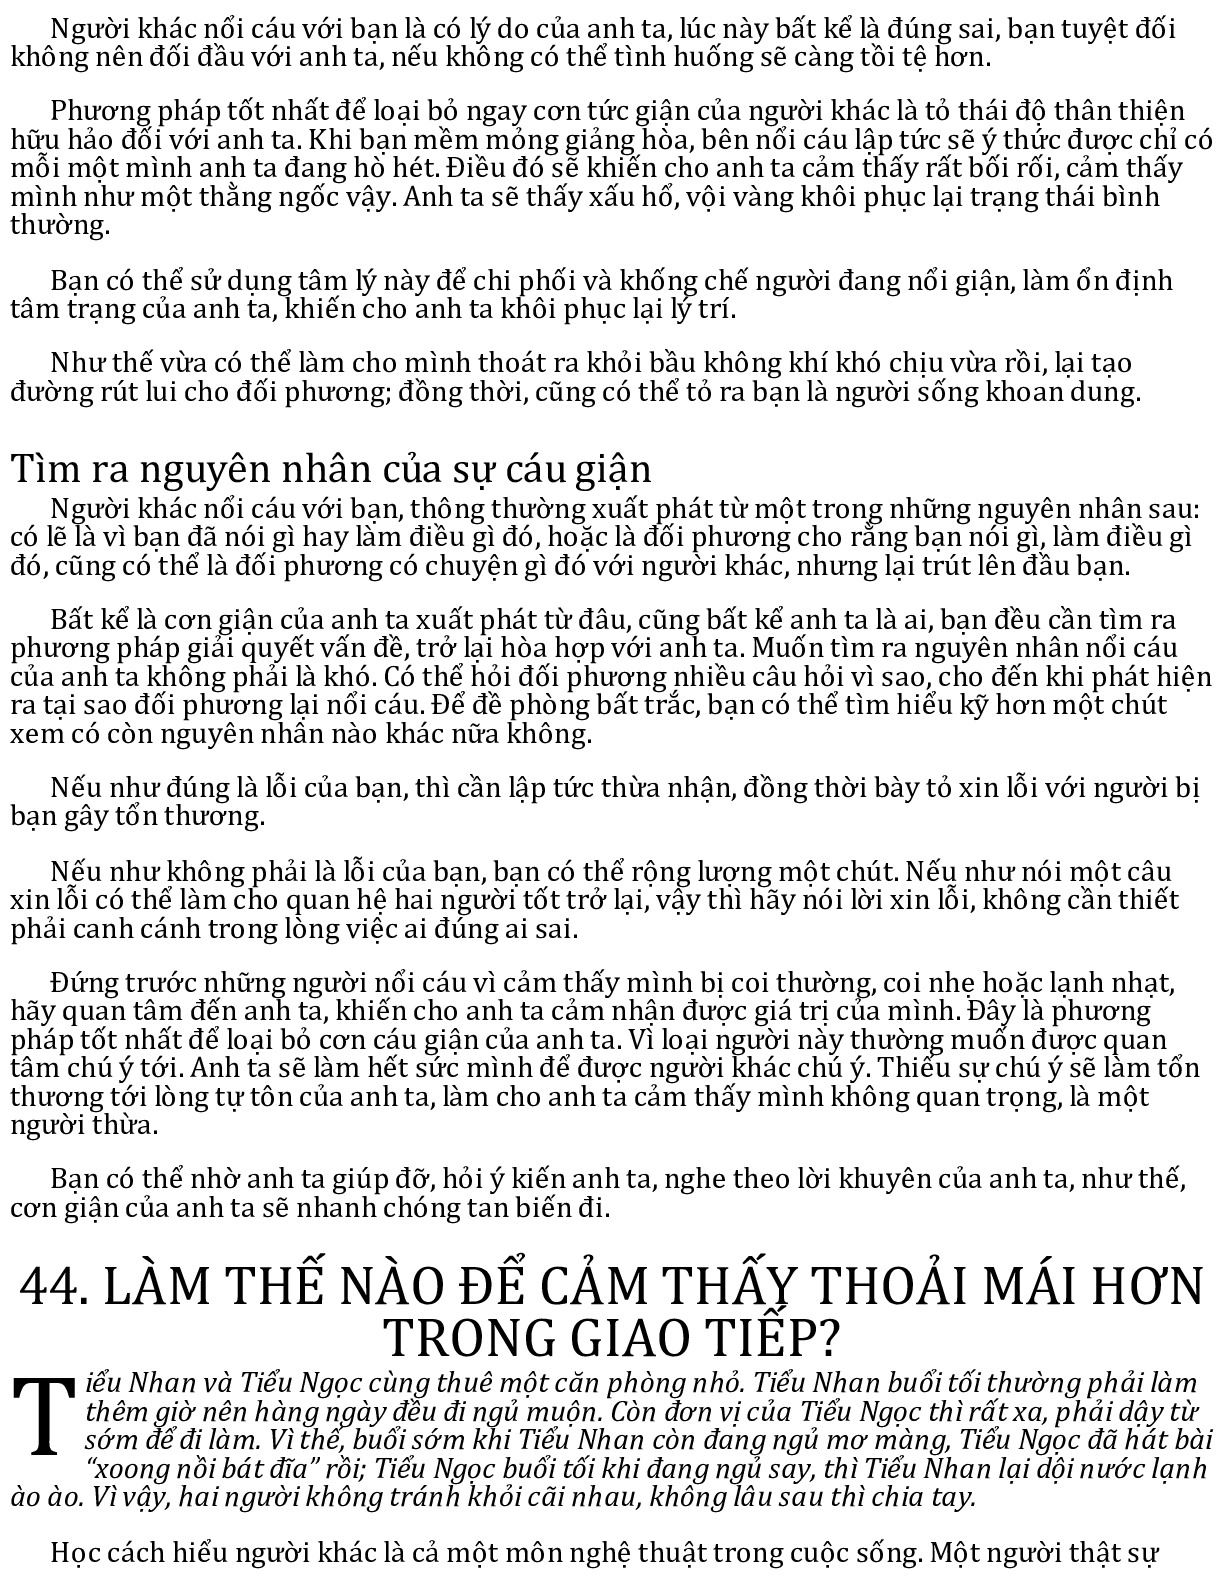 Người khác nổi cáu với bạn là có lý do của anh ta, lúc này bất kể là đúng sai, bạn tuyệt đối
không nên đối đầu với anh ta, nếu không có thể tình huống sẽ càng tồi tệ hơn.
Phương pháp tốt nhất để loại bỏ ngay cơn tức giận của người khác là tỏ thái độ thân thiện
hữu hảo đối với anh ta. Khi bạn mềm mỏng giảng hòa, bên nổi cáu lập tức sẽ ý thức được chỉ có
mỗi một mình anh ta đang hò hét. Điều đó sẽ khiến cho anh ta cảm thấy rất bối rối, cảm thấy
mình như một thằng ngốc vậy. Anh ta sẽ thấy xấu hổ, vội vàng khôi phục lại trạng thái bình
thường.
Bạn có thể sử dụng tâm lý này để chi phối và khống chế người đang nổi giận, làm ổn định
tâm trạng của anh ta, khiến cho anh ta khôi phục lại lý trí.
Như thế vừa có thể làm cho mình thoát ra khỏi bầu không khí khó chịu vừa rồi, lại tạo
đường rút lui cho đối phương; đồng thời, cũng có thể tỏ ra bạn là người sống khoan dung.
Tìm ra nguyên nhân của sự cáu giận
Người khác nổi cáu với bạn, thông thường xuất phát từ một trong những nguyên nhân sau:
có lẽ là vì bạn đã nói gì hay làm điều gì đó, hoặc là đối phương cho rằng bạn nói gì, làm điều gì
đó, cũng có thể là đối phương có chuyện gì đó với người khác, nhưng lại trút lên đầu bạn.
Bất kể là cơn giận của anh ta xuất phát từ đâu, cũng bất kể anh ta là ai, bạn đều cần tìm ra
phương pháp giải quyết vấn đề, trở lại hòa hợp với anh ta. Muốn tìm ra nguyên nhân nổi cáu
của anh ta không phải là khó. Có thể hỏi đối phương nhiều câu hỏi vì sao, cho đến khi phát hiện
ra tại sao đối phương lại nổi cáu. Để đề phòng bất trắc, bạn có thể tìm hiểu kỹ hơn một chút
xem có còn nguyên nhân nào khác nữa không.
Nếu như đúng là lỗi của bạn, thì cần lập tức thừa nhận, đồng thời bày tỏ xin lỗi với người bị
bạn gây tổn thương.
Nếu như không phải là lỗi của bạn, bạn có thể rộng lượng một chút. Nếu như nói một câu
xin lỗi có thể làm cho quan hệ hai người tốt trở lại, vậy thì hãy nói lời xin lỗi, không cần thiết
phải canh cánh trong lòng việc ai đúng ai sai.
Đứng trước những người nổi cáu vì cảm thấy mình bị coi thường, coi nhẹ hoặc lạnh nhạt,
hãy quan tâm đến anh ta, khiến cho anh ta cảm nhận được giá trị của mình. Đây là phương
pháp tốt nhất để loại bỏ cơn cáu giận của anh ta. Vì loại người này thường muốn được quan
tâm chú ý tới. Anh ta sẽ làm hết sức mình để được người khác chú ý. Thiếu sự chú ý sẽ làm tổn
thương tới lòng tự tôn của anh ta, làm cho anh ta cảm thấy mình không quan trọng, là một
người thừa.
Bạn có thể nhờ anh ta giúp đỡ, hỏi ý kiến anh ta, nghe theo lời khuyên của anh ta, như thế,
cơn giận của anh ta sẽ nhanh chóng tan biến đi.
44. LÀM THẾ NÀO ĐỂ CẢM THẤY THOẢI MÁI HƠN
TRONG GIAO TIẾP?
Tiểu Nhan và Tiểu Ngọc cùng thuê một căn phòng nhỏ. Tiểu Nhan buổi tối thường phải làm
thêm giờ nên hàng ngày đều đi ngủ muộn. Còn đơn vị của Tiểu Ngọc thì rất xa, phải dậy từ
sớm để đi làm. Vì thế, buổi sớm khi Tiểu Nhan còn đang ngủ mơ màng, Tiểu Ngọc đã hát bài
“xoong nồi bát đĩa” rồi; Tiểu Ngọc buổi tối khi đang ngủ say, thì Tiểu Nhan lại dội nước lạnh
ào ào. Vì vậy, hai người không tránh khỏi cãi nhau, không lâu sau thì chia tay.
Học cách hiểu người khác là cả một môn nghệ thuật trong cuộc sống. Một người thật sự